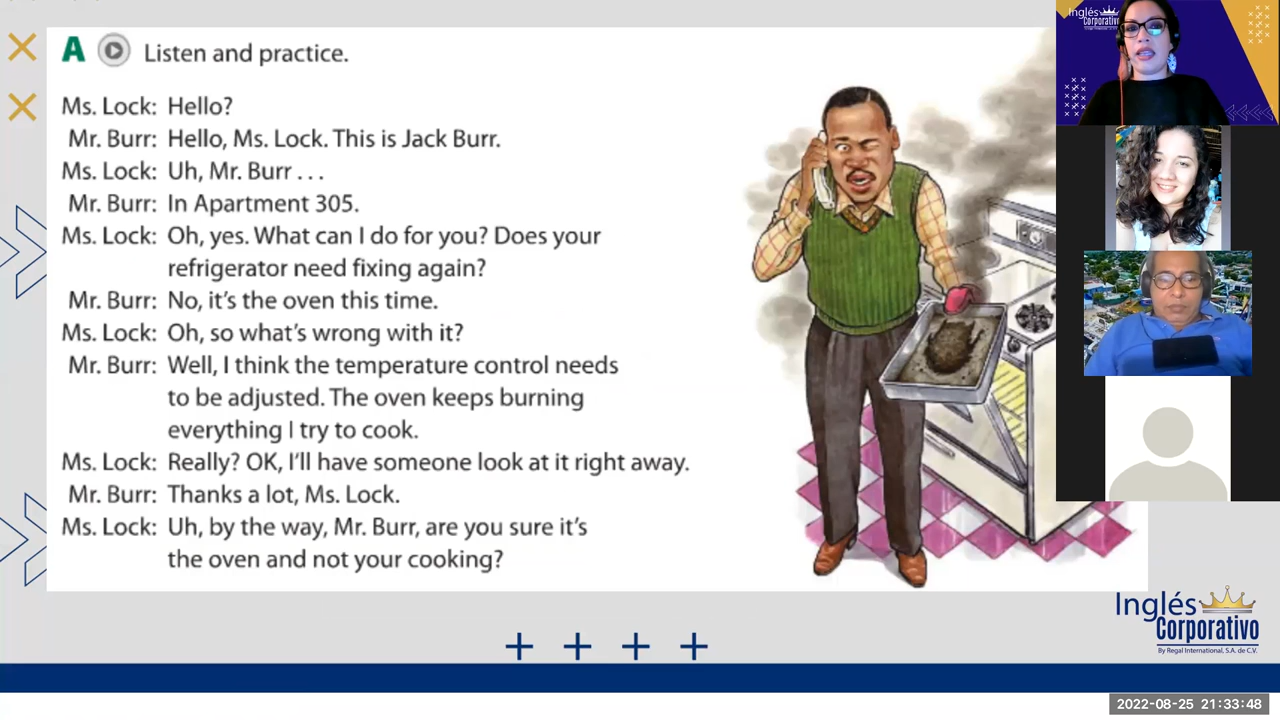 A Listen and practice.
Ms. Lock: Hello?
Mr. Burr: Hello, Ms. Lock. This is Jack Burr.
Ms. Lock: Uh, Mr. Burr . . .
Mr. Burr: In Apartment 305.
Ms. Lock: Oh, yes. What can I do for you? Does your
refrigerator need fixing again?
Mr. Burr: No, it's the oven this time.
Ms. Lock: Oh, so what's wrong with it?
Mr. Burr: Well, I think the temperature control needs
to be adjusted. The oven keeps burning
everything I try to cook.
Ms. Lock: Really? OK, I'll have someone look at it right away.
Mr. Burr: Thanks a lot, Ms. Lock.
Ms. Lock: Uh, by the way, Mr. Burr, are you sure it's
the oven and not your cooking?
Inglés
Corporativo
Inglés
Corporativo
By Regal International, S.A. de C.V.
2022-08-25 21:33:48